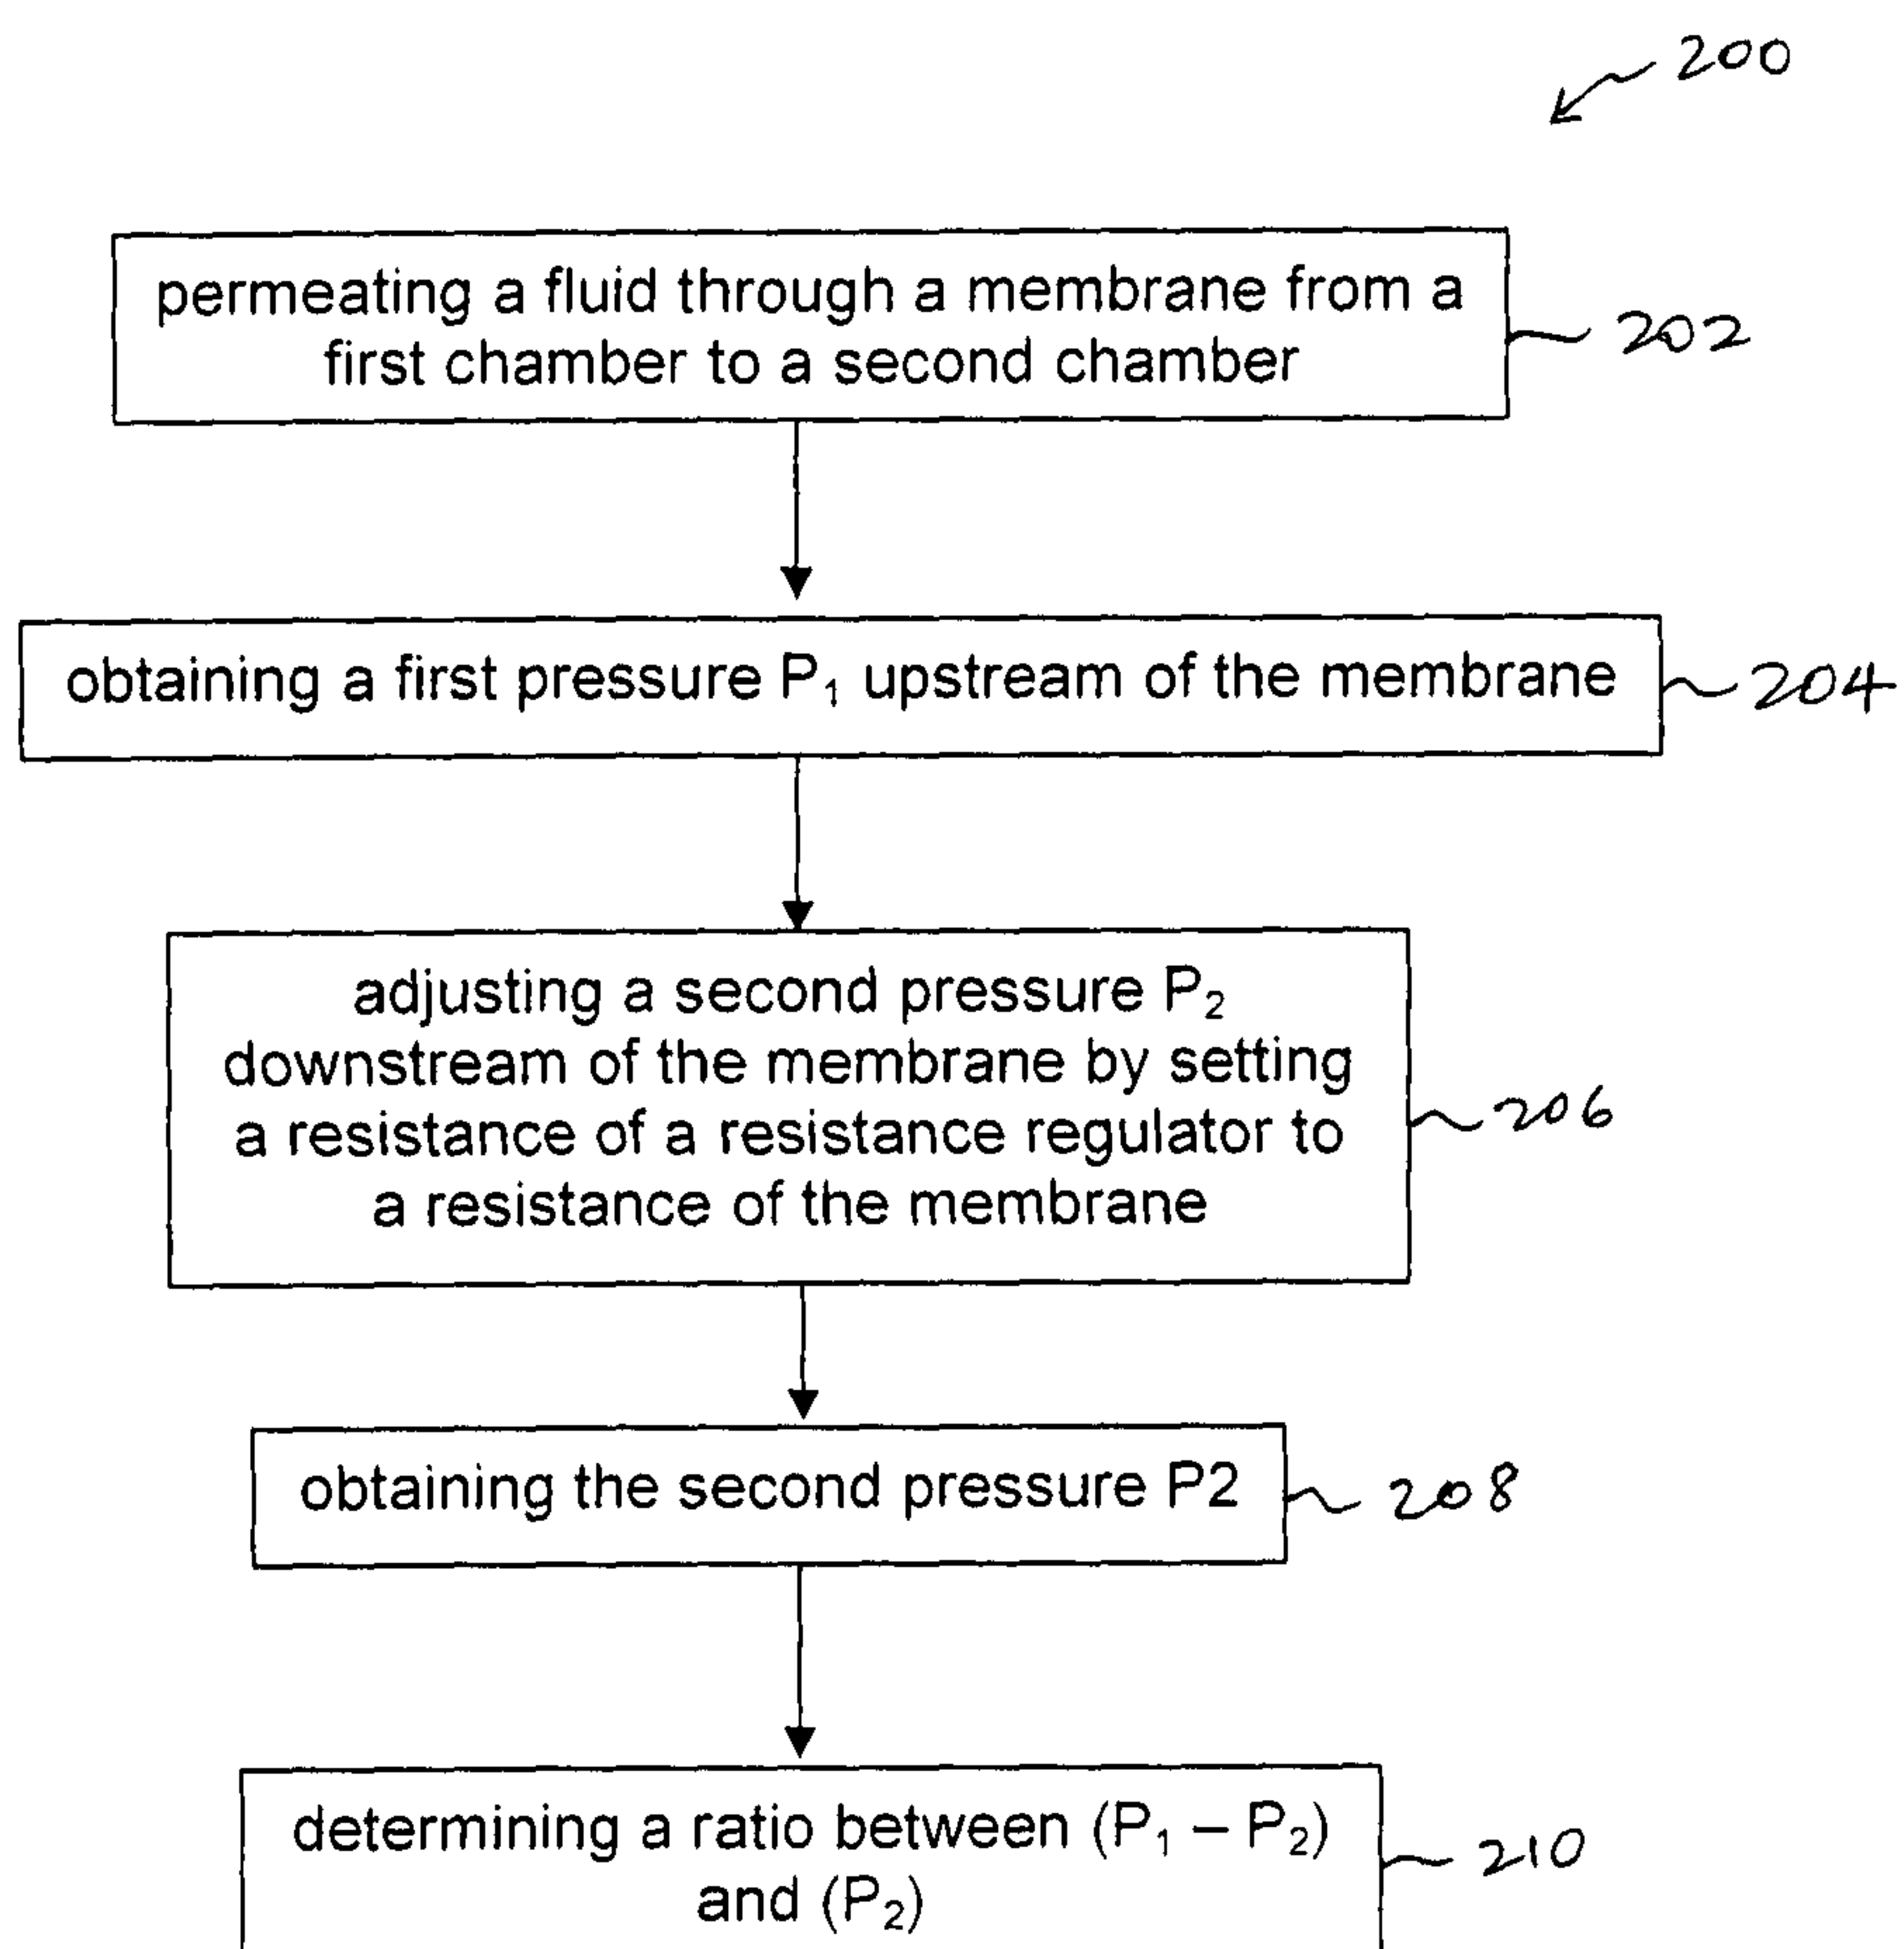 200
permeating a fluid through a membrane from a
first chamber to a second chamber
202
obtaining a first pressure P₁ upstream of the membrane
204
adjusting a second pressure P₂
downstream of the membrane by setting
a resistance of a resistance regulator to
a resistance of the membrane
206
obtaining the second pressure P2
208
determining a ratio between (P₁ – P₂)
and (P₂)
210